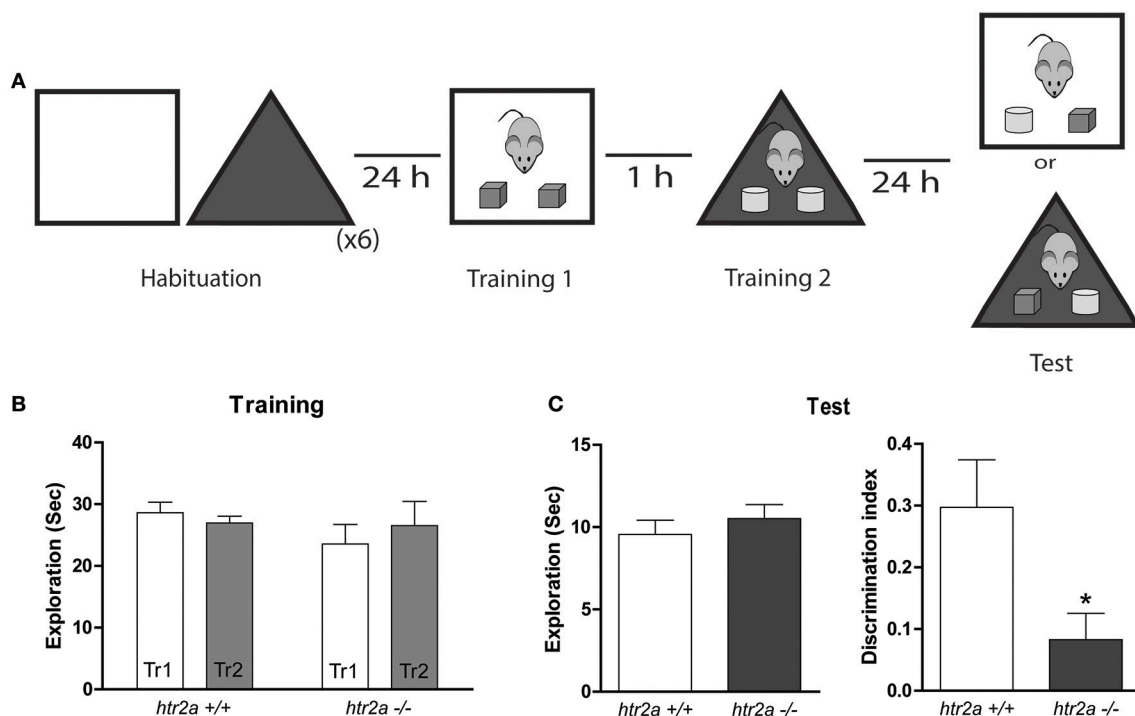 A
24 h
1 h
24 h
or
(x6)
Habituation
Training 1
Training 2
Test
B
Training
Exploration (Sec)
40
30
20
10
0
Tr1
Tr2
Tr1
Tr2
htr2a +/+
htr2a -/-
C
Test
Exploration (Sec)
15
10
5
0
htr2a +/+
htr2a -/-
Discrimination index
0.4
0.3
0.2
0.1
0.0
*
htr2a +/+
htr2a -/-